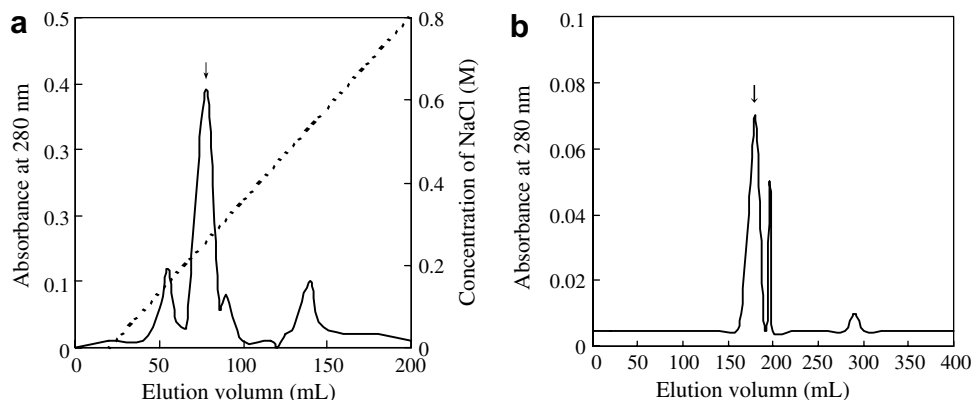 a
Absorbance at 280 nm
0.5
0.4
0.3
0.3
0.1
0
0 50 100 150 200
Elution volumn (mL)
0.8
0.6
0.4
0.2
0
Concentration of NaCl (M)
b
Absorbance at 280 nm
0.1
0.08
0.06
0.04
0.02
0.00
0 50 100 150 200 300 400
Elution volumn (mL)